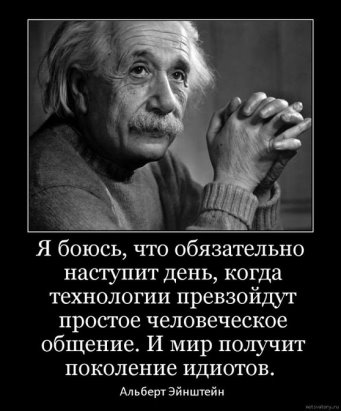 Я боюсь, что обязательно
наступит день, когда
технологии превзойдут
простое человеческое
общение. И мир получит
поколение идиотов.
Альберт Эйнштейн